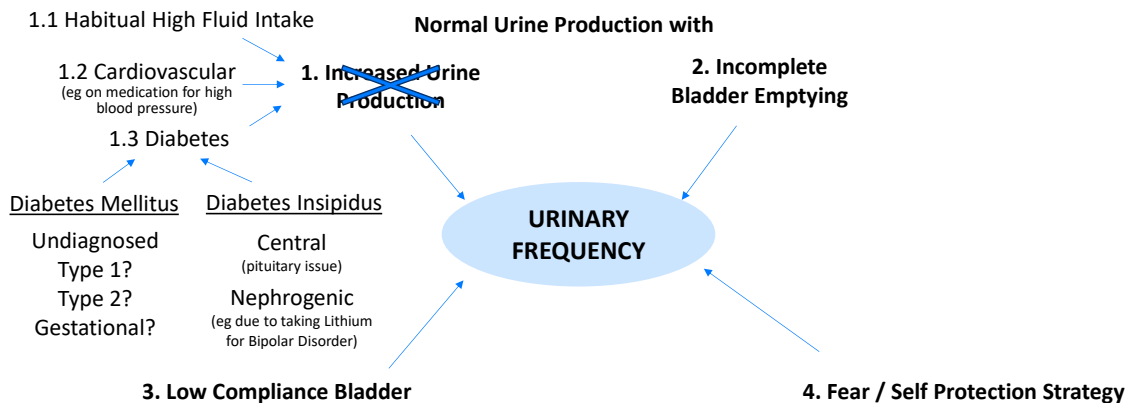 1.1 Habitual High Fluid Intake
Normal Urine Production with
1.2 Cardiovascular
(eg on medication for high
blood pressure)
1. Increased Urine
Production
2. Incomplete
Bladder Emptying
1.3 Diabetes
Diabetes Mellitus
Undiagnosed
Type 1?
Type 2?
Gestational?
Diabetes Insipidus
Central
(pituitary issue)
Nephrogenic
(eg due to taking Lithium
for Bipolar Disorder)
URINARY
FREQUENCY
3. Low Compliance Bladder
4. Fear / Self Protection Strategy